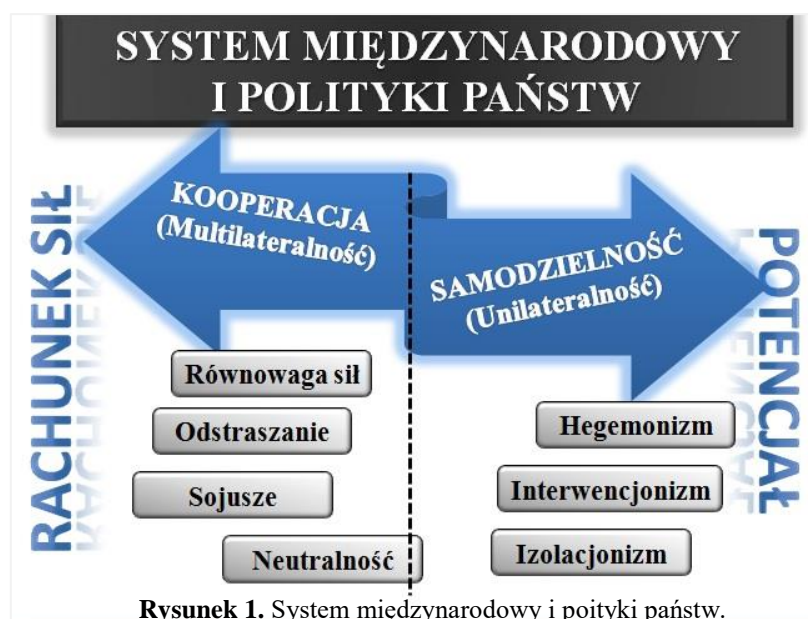 SYSTEM MIĘDZYNARODOWY
I POLITYKI PAŃSTW
RACHUNEK SIŁ
KOOPERACJA
(Multilateralność)
SAMODZIELNOŚĆ
(Unilateralność)
POTENCJAŁ
Równowaga sił
Odstraszanie
Sojusze
Neutralność
Hegemonizm
Interwencjonizm
Izolacjonizm
Rysunek 1. System międzynarodowy i poityki państw.